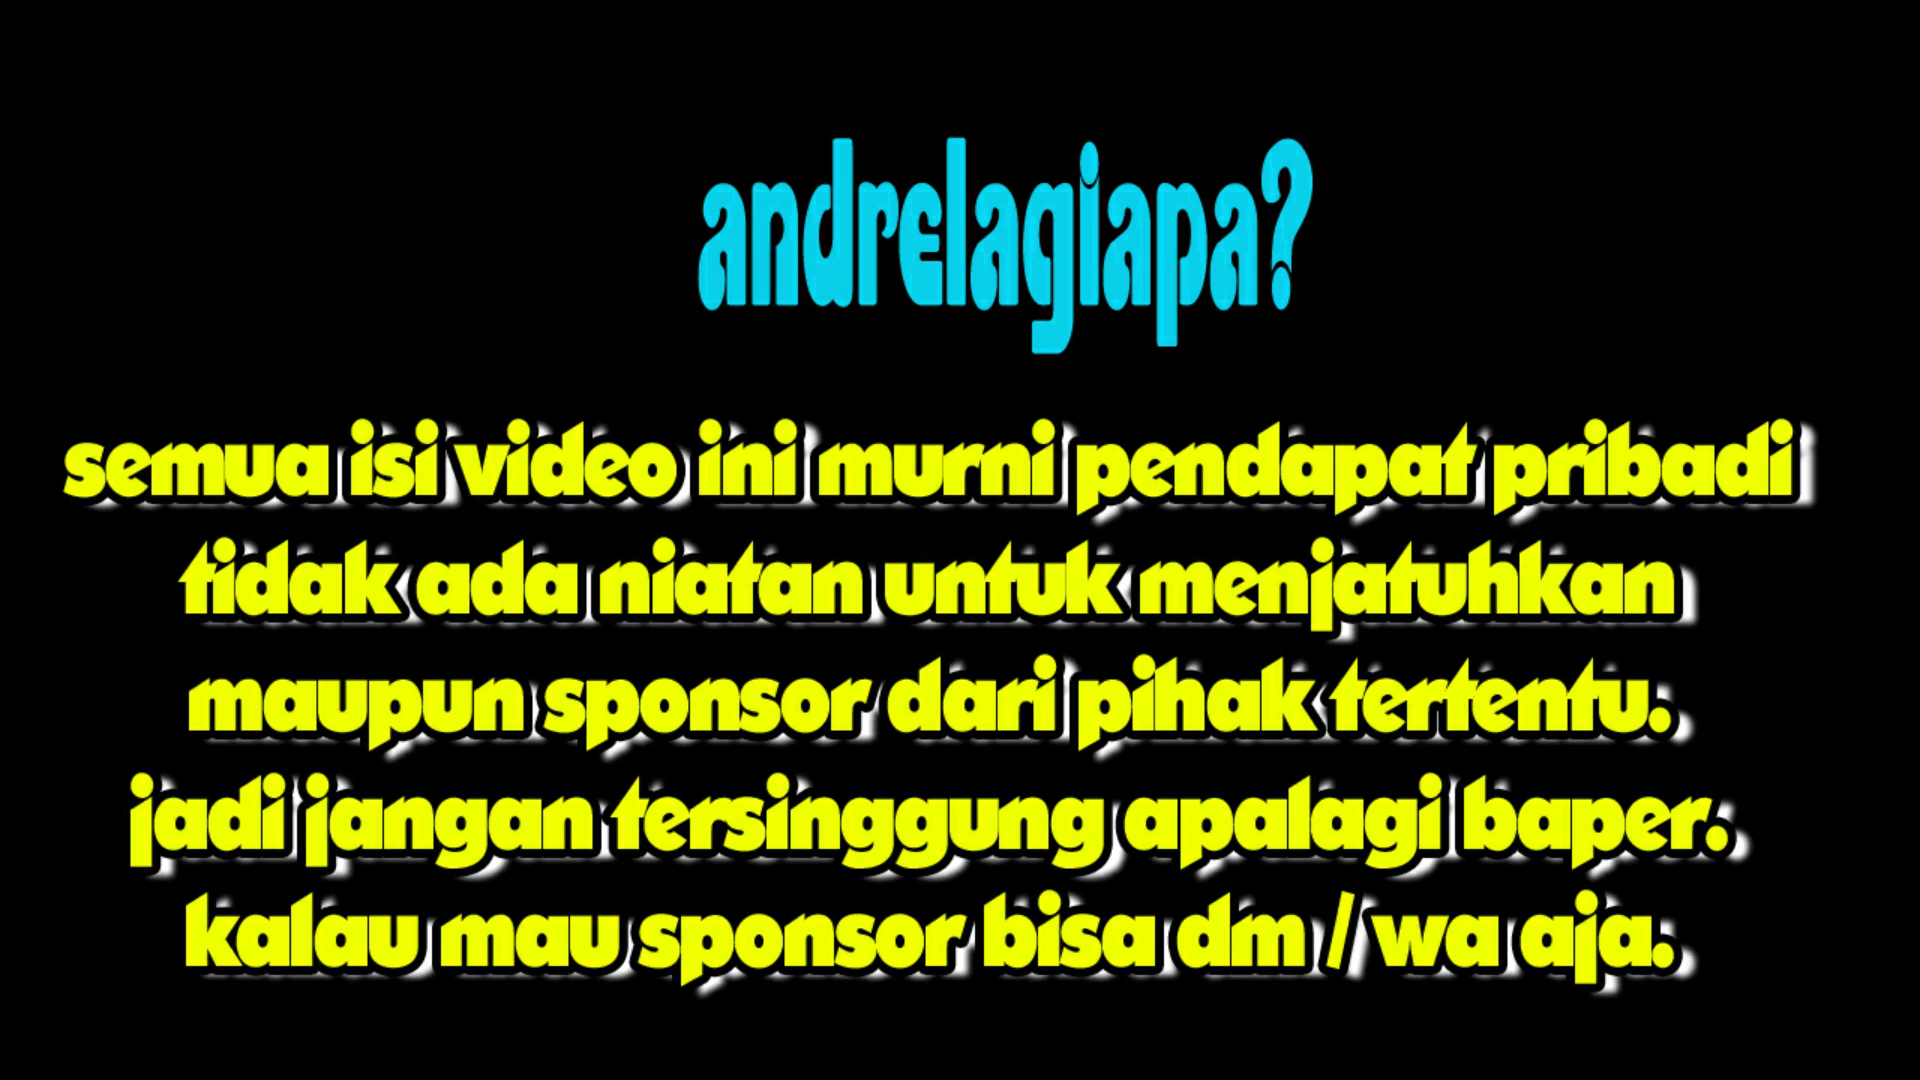 andrelagiapa?
semua isi video ini murni pendapat pribadi
tidak ada niatan untuk menjatuhkan
maupun sponsor dari pihak tertentu.
jadi jangan tersinggung apalagi baper.
kalau mau sponsor bisa dm / wa aja.